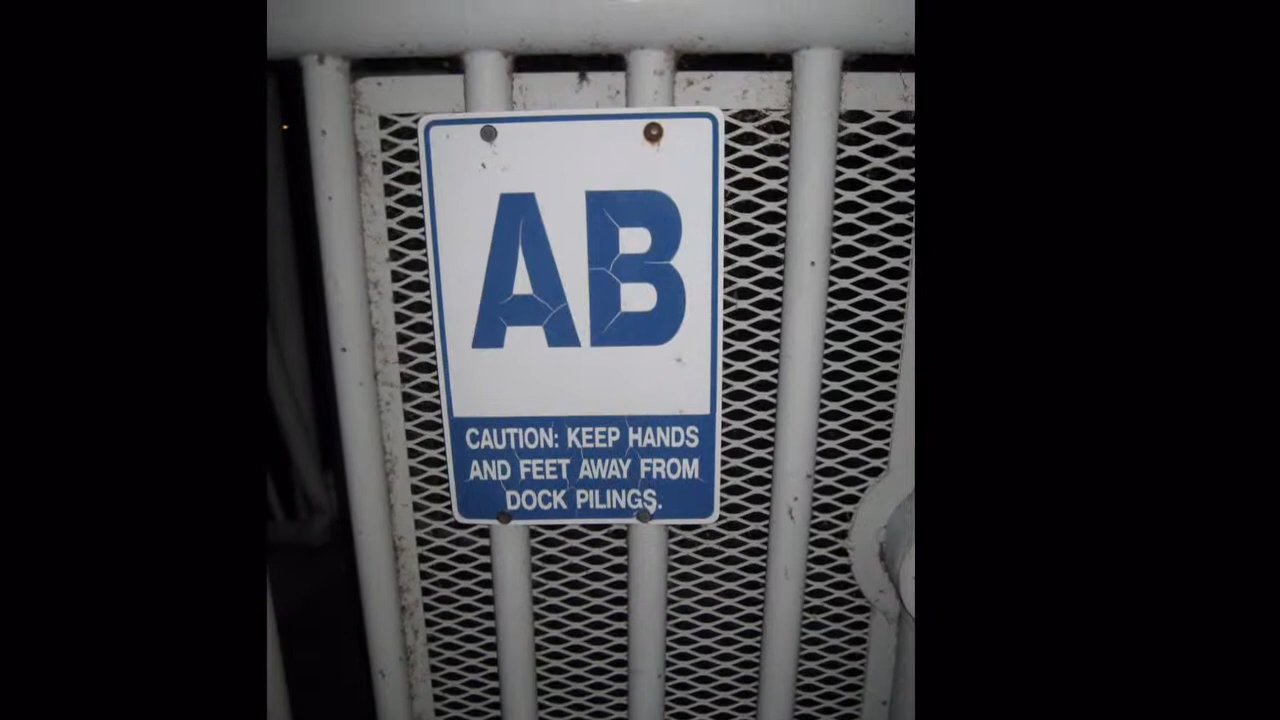 AB
CAUTION: KEEP HANDS
AND FEET AWAY FROM
DOCK PILINGS.